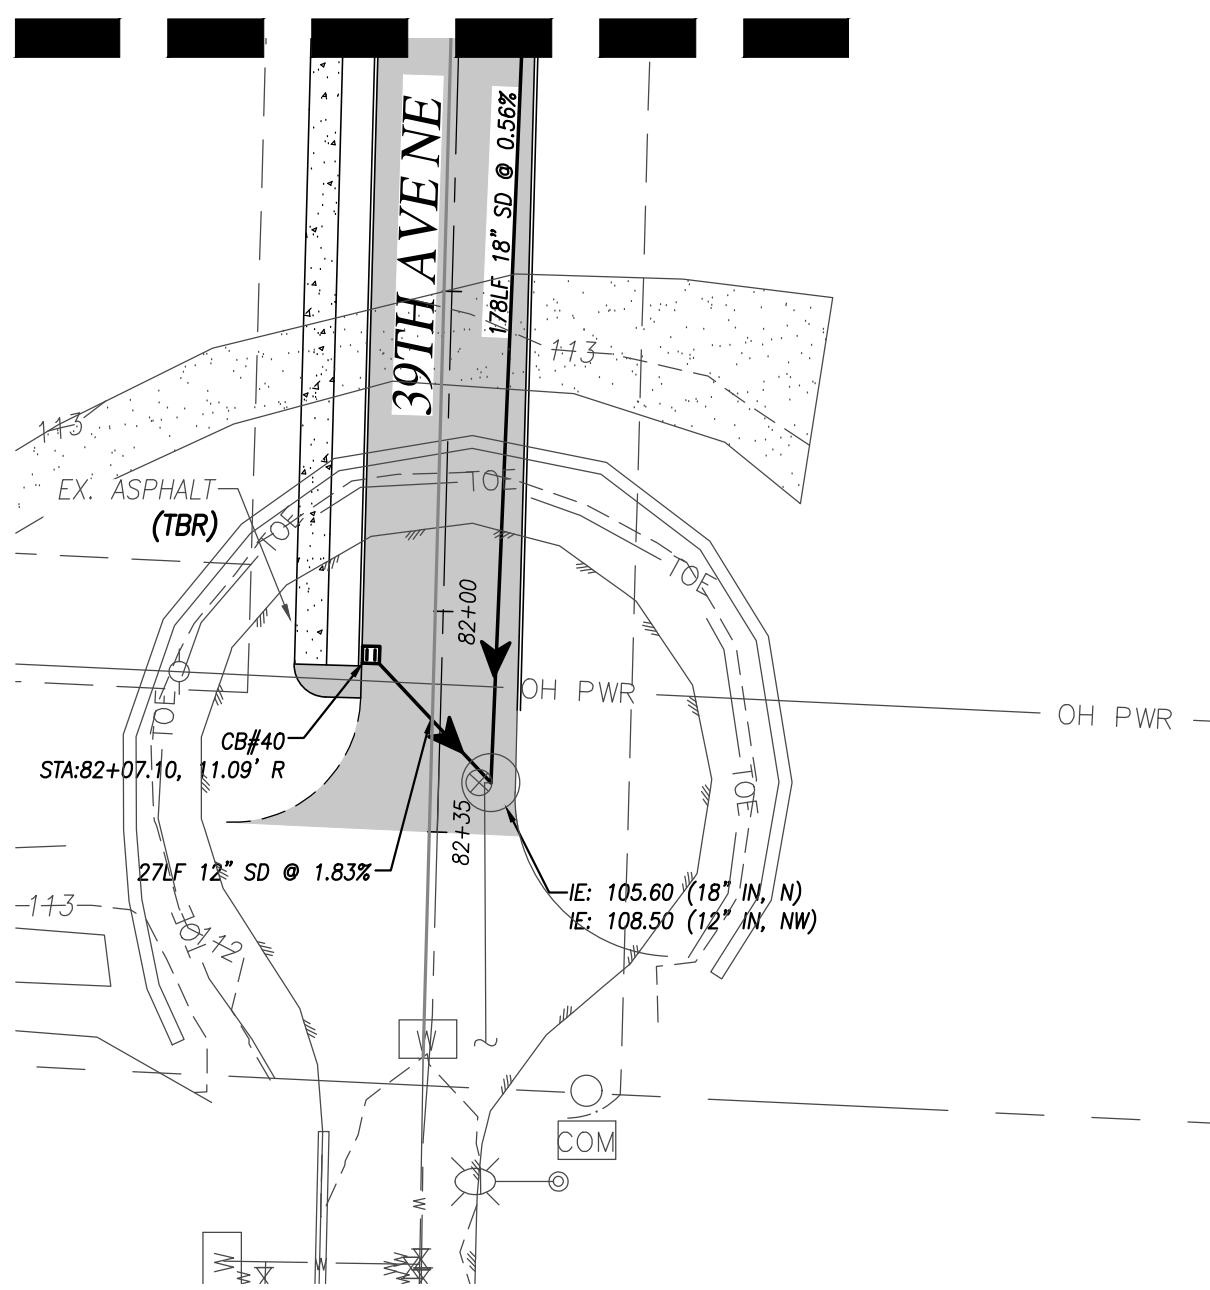 39TH AVE NE
178LF 18" SD @ 0.56%
113
113
TOE
EX. ASPHALT
(TBR)
TOE
TOE
82+00
OH PWR
OH PWR
TOE
CB#40
STA:82+07.10, 11.09' R
TOE
82+35
27LF 12" SD @ 1.83%
IE: 105.60 (18" IN, N)
IE: 108.50 (12" IN, NW)
113
TOE
112
W
COM
W
W
W
W